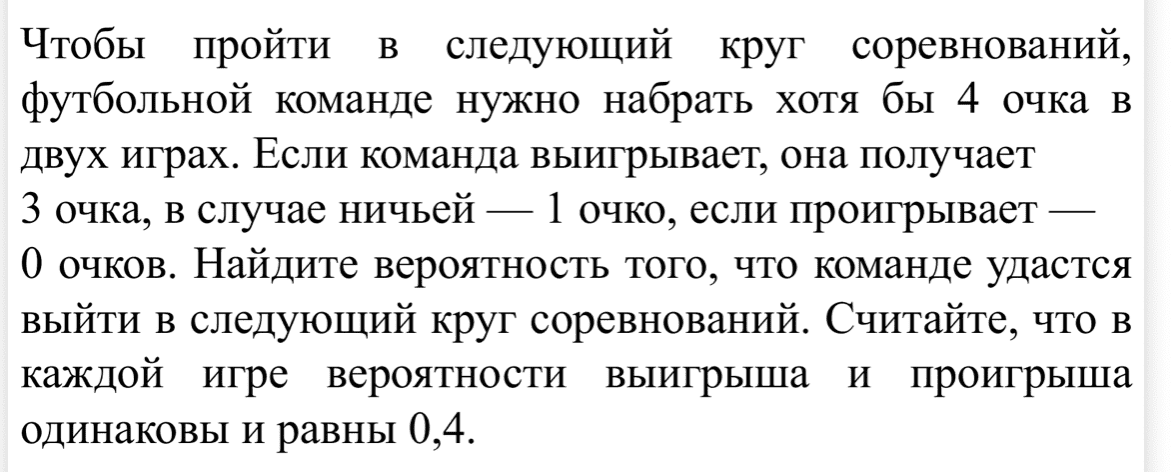 Чтобы пройти в следующий круг соревнований,
футбольной команде нужно набрать хотя бы 4 очка в
двух играх. Если команда выигрывает, она получает
3 очка, в случае ничьей — 1 очко, если проигрывает —
0 очков. Найдите вероятность того, что команде удастся
выйти в следующий круг соревнований. Считайте, что в
каждой игре вероятности выигрыша и проигрыша
одинаковы и равны 0,4.